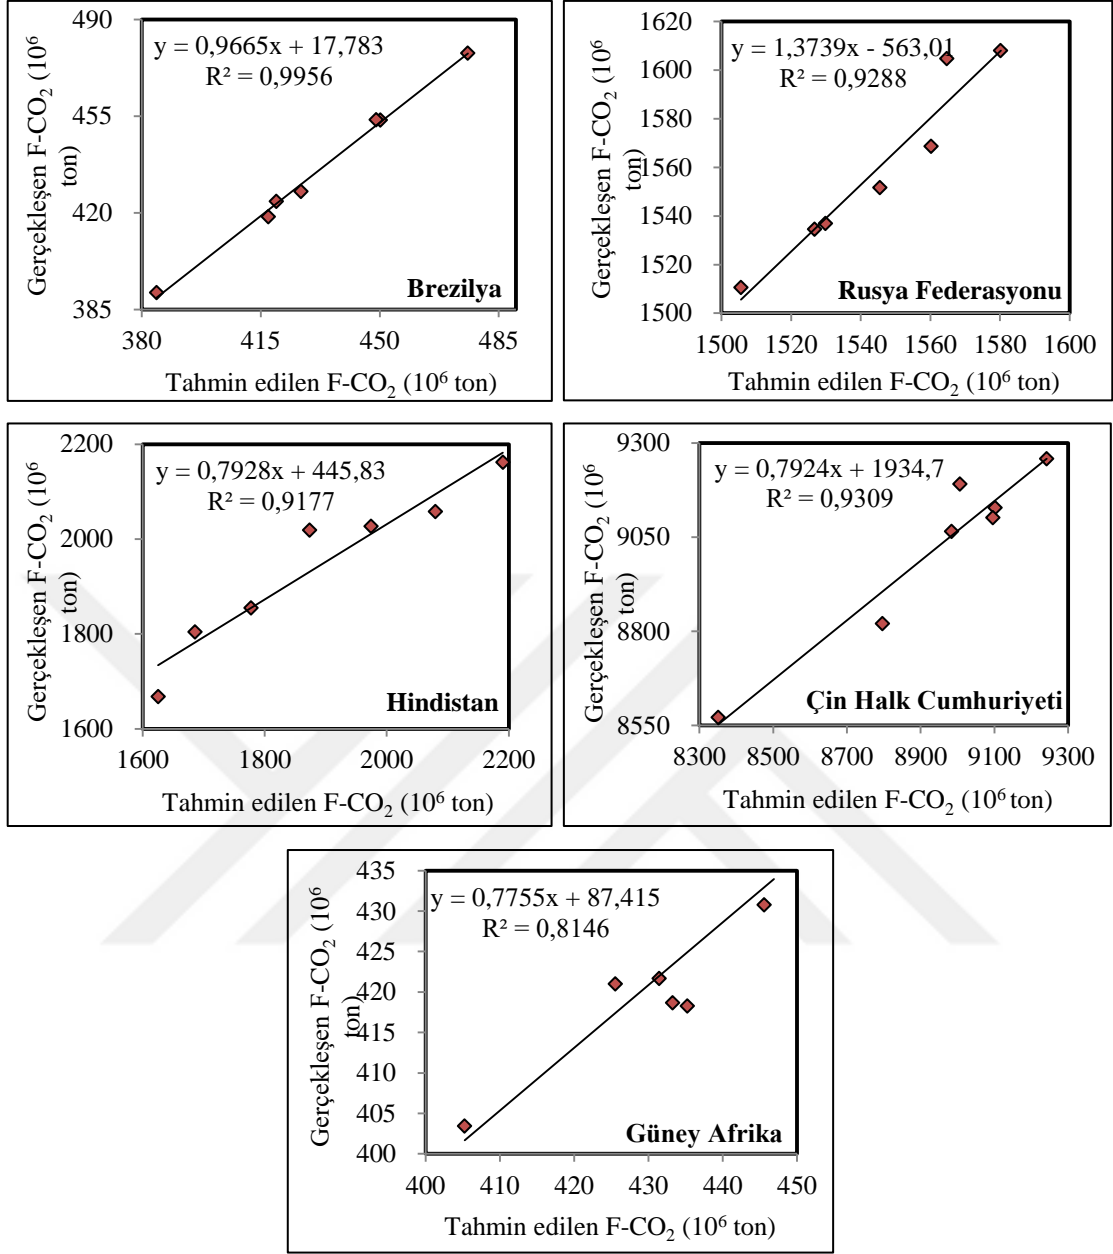 490
455
420
385
380 415 450 485
y = 0,9665x + 17,783
R² = 0,9956
Gerçekleşen F-CO₂ (10⁶
ton)
Tahmin edilen F-CO₂ (10⁶ ton)
Brezilya
1620
1600
1580
1560
1540
1520
1500
1500 1520 1540 1560 1580 1600
y = 1,3739x - 563,01
R² = 0,9288
Gerçekleşen F-CO₂ (10⁶
ton)
Tahmin edilen F-CO₂ (10⁶ ton)
Rusya Federasyonu
2200
2000
1800
1600
1600 1800 2000 2200
y = 0,7928x + 445,83
R² = 0,9177
Gerçekleşen F-CO₂ (10⁶
ton)
Tahmin edilen F-CO₂ (10⁶ ton)
Hindistan
9300
9050
8800
8550
8300 8500 8700 8900 9100 9300
y = 0,7924x + 1934,7
R² = 0,9309
Gerçekleşen F-CO₂ (10⁶
ton)
Tahmin edilen F-CO₂ (10⁶ ton)
Çin Halk Cumhuriyeti
435
430
425
420
415
410
405
400
400 410 420 430 440 450
y = 0,7755x + 87,415
R² = 0,8146
Gerçekleşen F-CO₂ (10⁶
ton)
Tahmin edilen F-CO₂ (10⁶ ton)
Güney Afrika